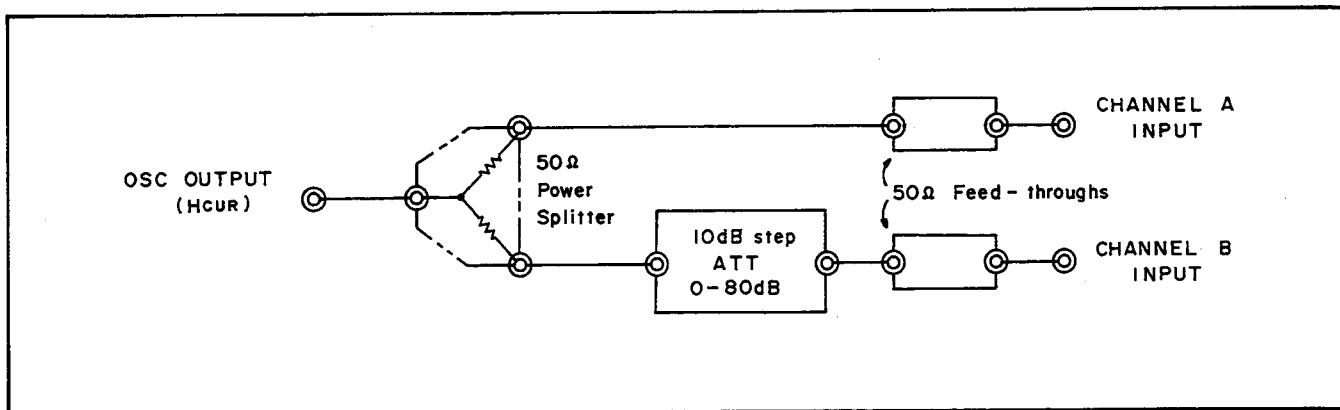 CHANNEL A
INPUT
OSC OUTPUT
(HCUR)
50Ω
Power
Splitter
50Ω Feed-throughs
10dB step
ATT
0-80dB
CHANNEL B
INPUT